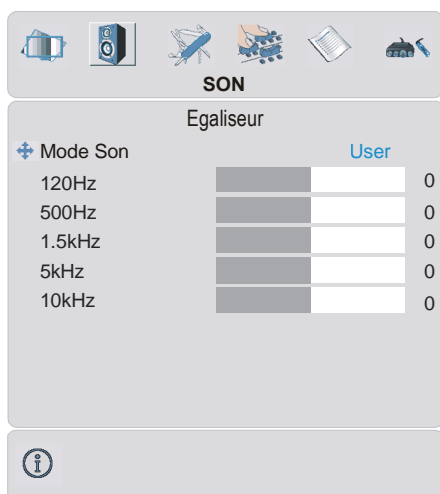 SON
Egaliseur
Mode Son User
120Hz 0
500Hz 0
1.5kHz 0
5kHz 0
10kHz 0